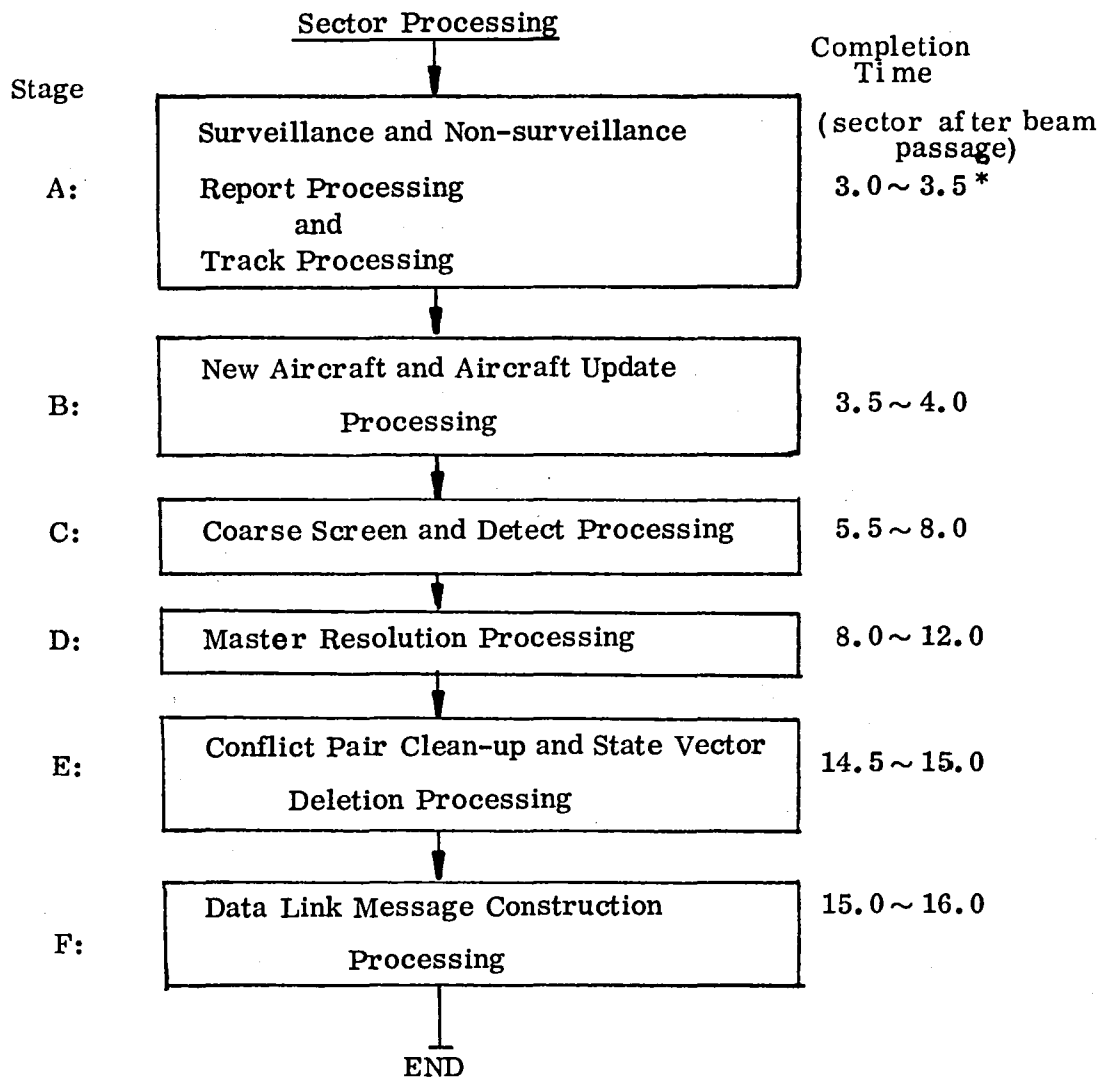 Sector Processing
Completion
Time
Stage
(sector after beam
passage)
Surveillance and Non-surveillance
A:
Report Processing
3.0 ~ 3.5 *
and
Track Processing
New Aircraft and Aircraft Update
B:
3.5 ~ 4.0
Processing
C:
Coarse Screen and Detect Processing
5.5 ~ 8.0
D:
Master Resolution Processing
8.0 ~ 12.0
Conflict Pair Clean-up and State Vector
E:
14.5 ~ 15.0
Deletion Processing
Data Link Message Construction
15.0 ~ 16.0
F:
Processing
END